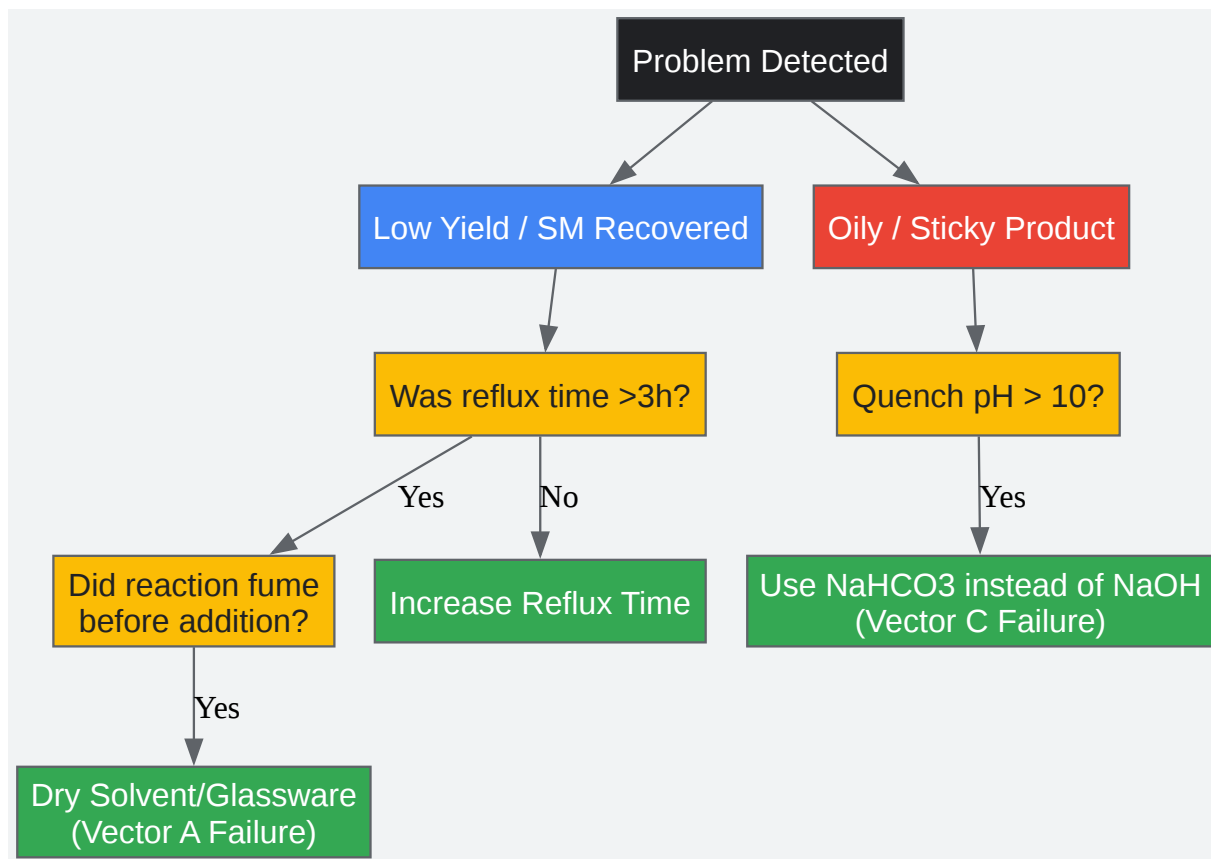 Problem Detected
Low Yield / SM Recovered
Oily / Sticky Product
Was reflux time >3h?
Quench pH > 10?
Yes
No
Yes
Did reaction fume
before addition?
Increase Reflux Time
Use NaHCO3 instead of NaOH
(Vector C Failure)
Yes
Dry Solvent/Glassware
(Vector A Failure)